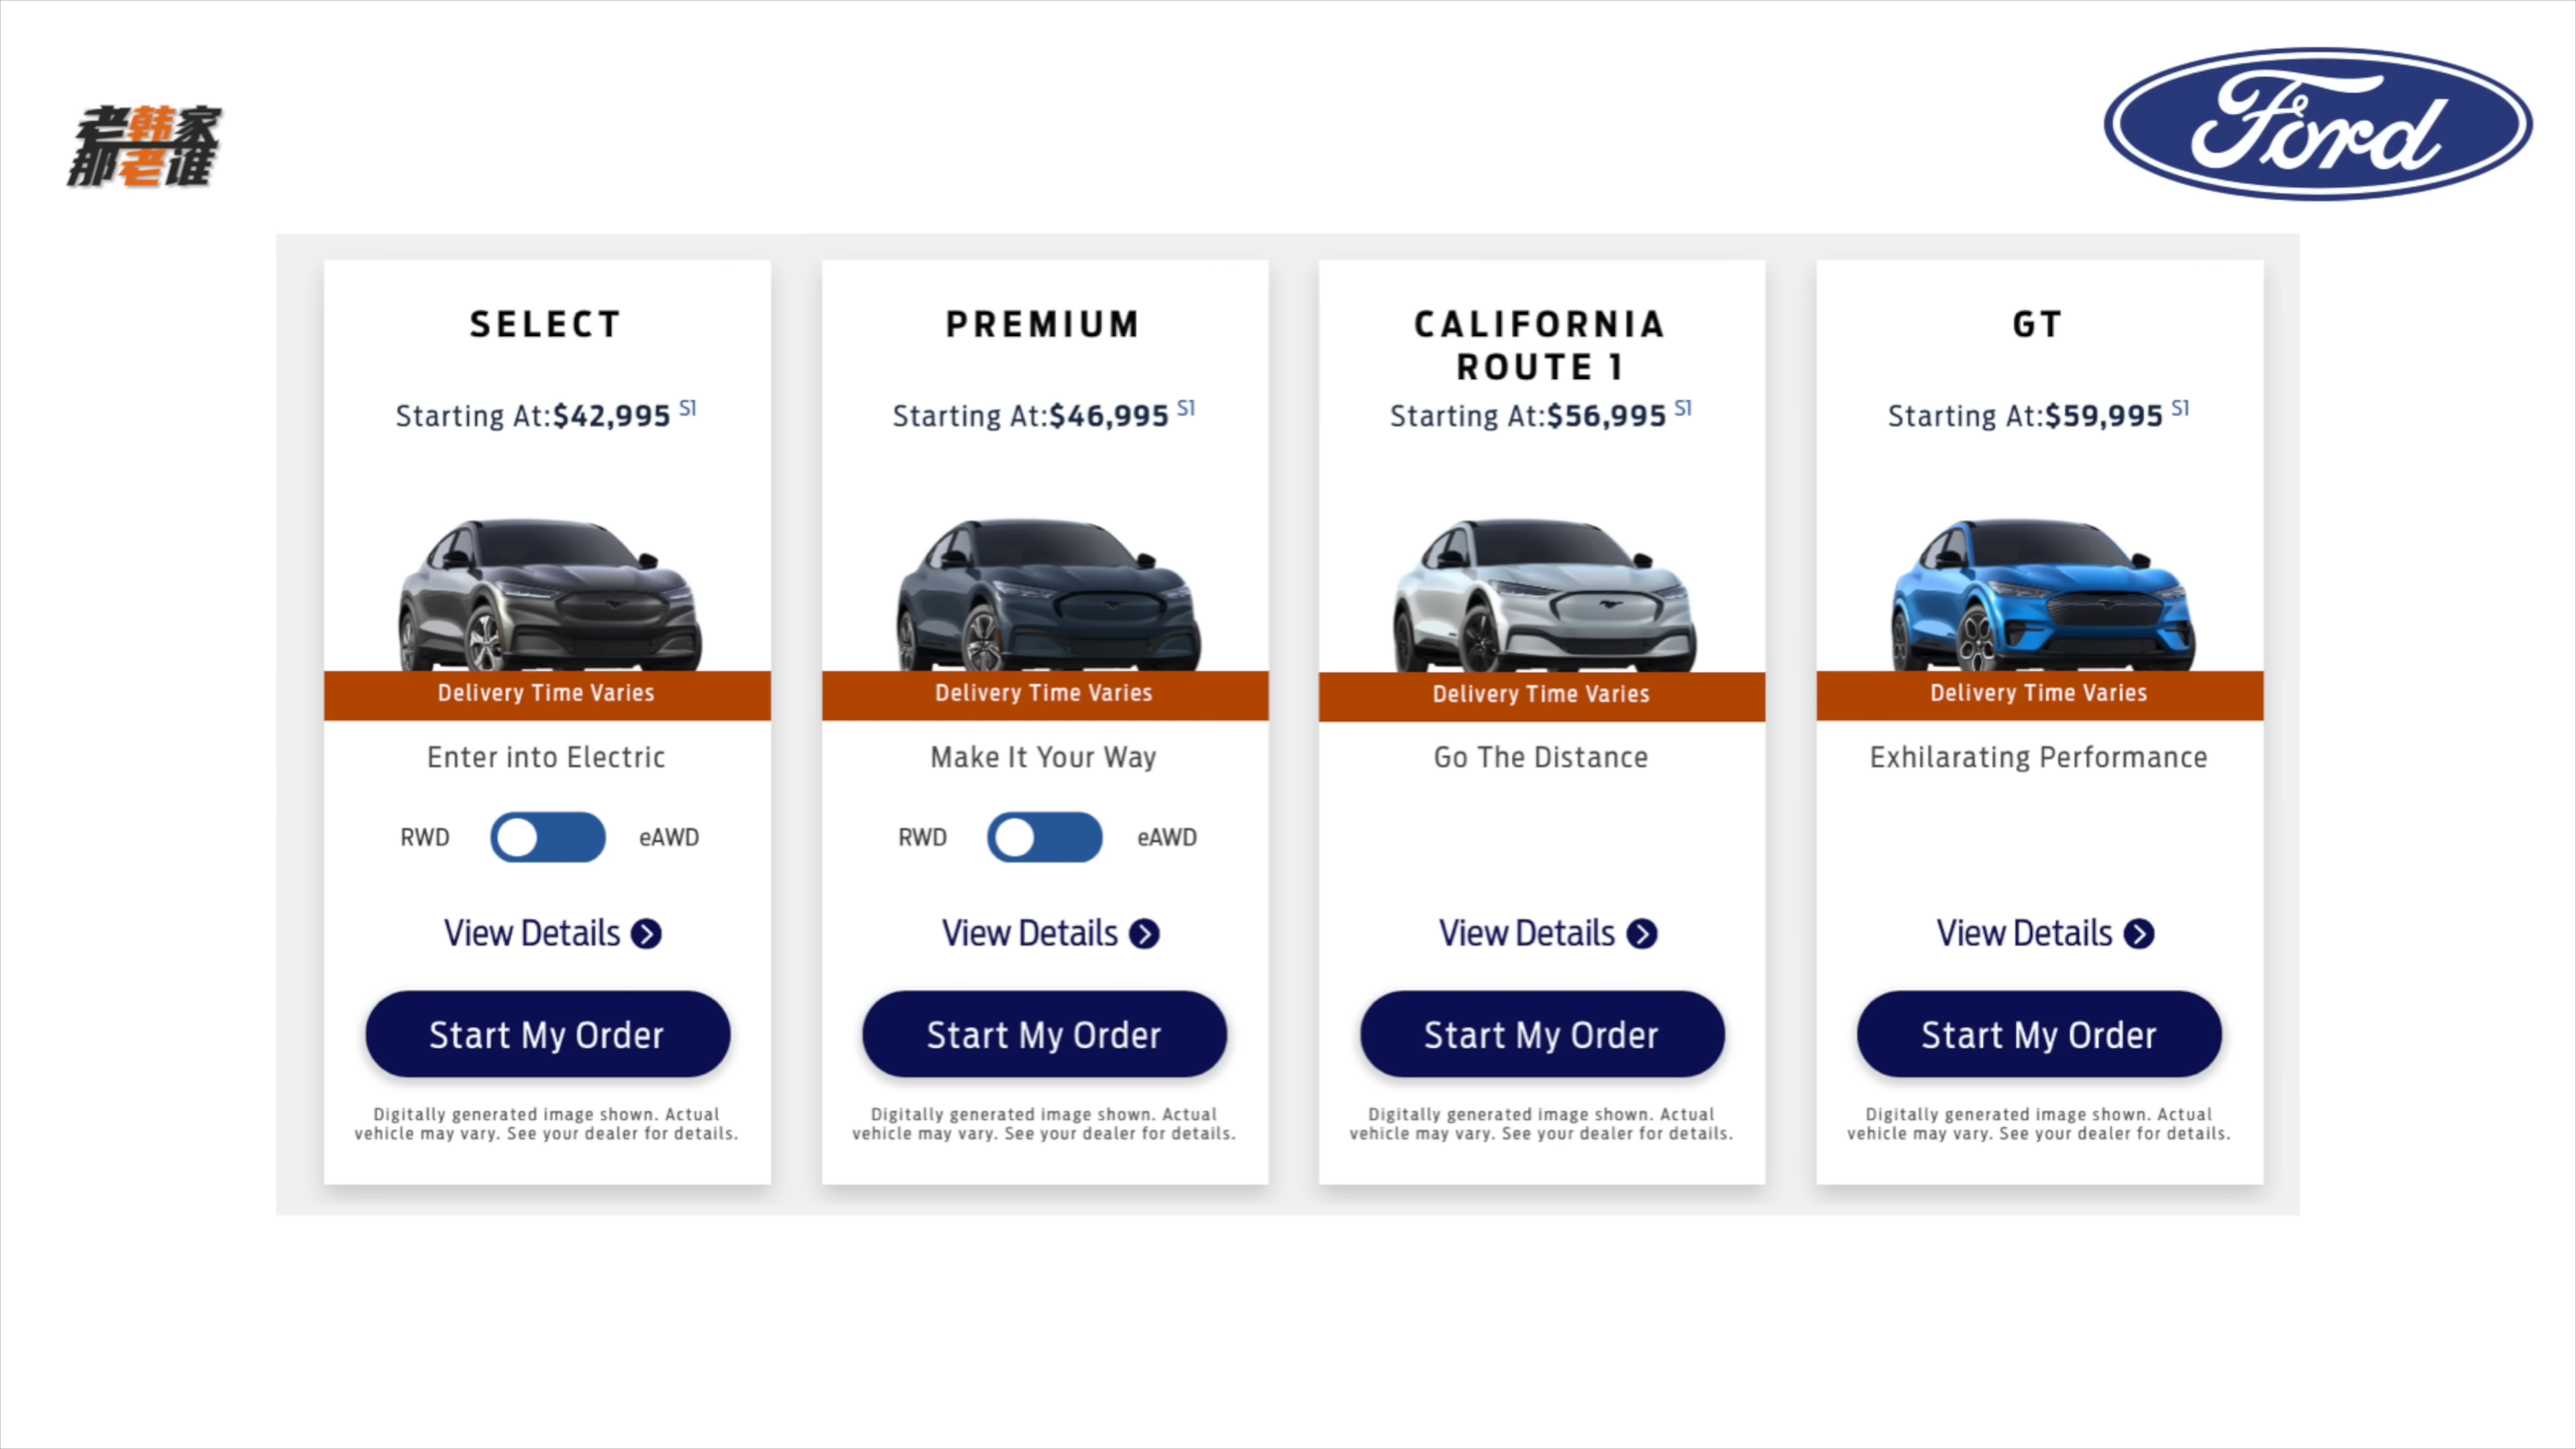 老韩家
那老谁
Ford
SELECT
Starting At:$42,995 S1
Delivery Time Varies
Enter into Electric
RWD eAWD
View Details
Start My Order
Digitally generated image shown. Actual
vehicle may vary. See your dealer for details.
PREMIUM
Starting At:$46,995 S1
Delivery Time Varies
Make It Your Way
RWD eAWD
View Details
Start My Order
Digitally generated image shown. Actual
vehicle may vary. See your dealer for details.
CALIFORNIA
ROUTE 1
Starting At:$56,995 S1
Delivery Time Varies
Go The Distance
View Details
Start My Order
Digitally generated image shown. Actual
vehicle may vary. See your dealer for details.
GT
Starting At:$59,995 S1
Delivery Time Varies
Exhilarating Performance
View Details
Start My Order
Digitally generated image shown. Actual
vehicle may vary. See your dealer for details.